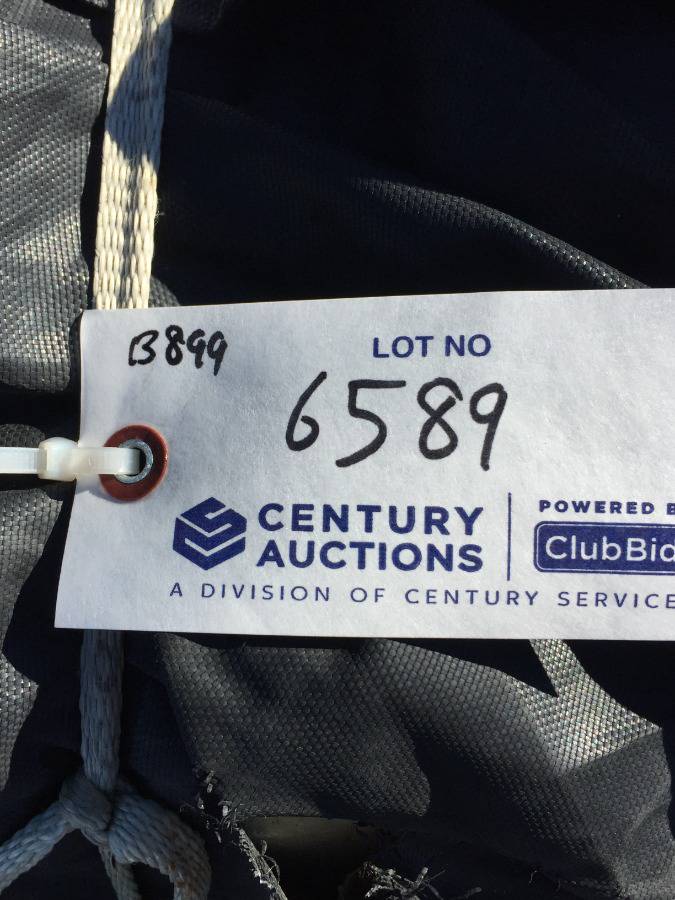 B899
LOT NO
6589
CENTURY
AUCTIONS
POWERED B
ClubBid
A DIVISION OF CENTURY SERVICE